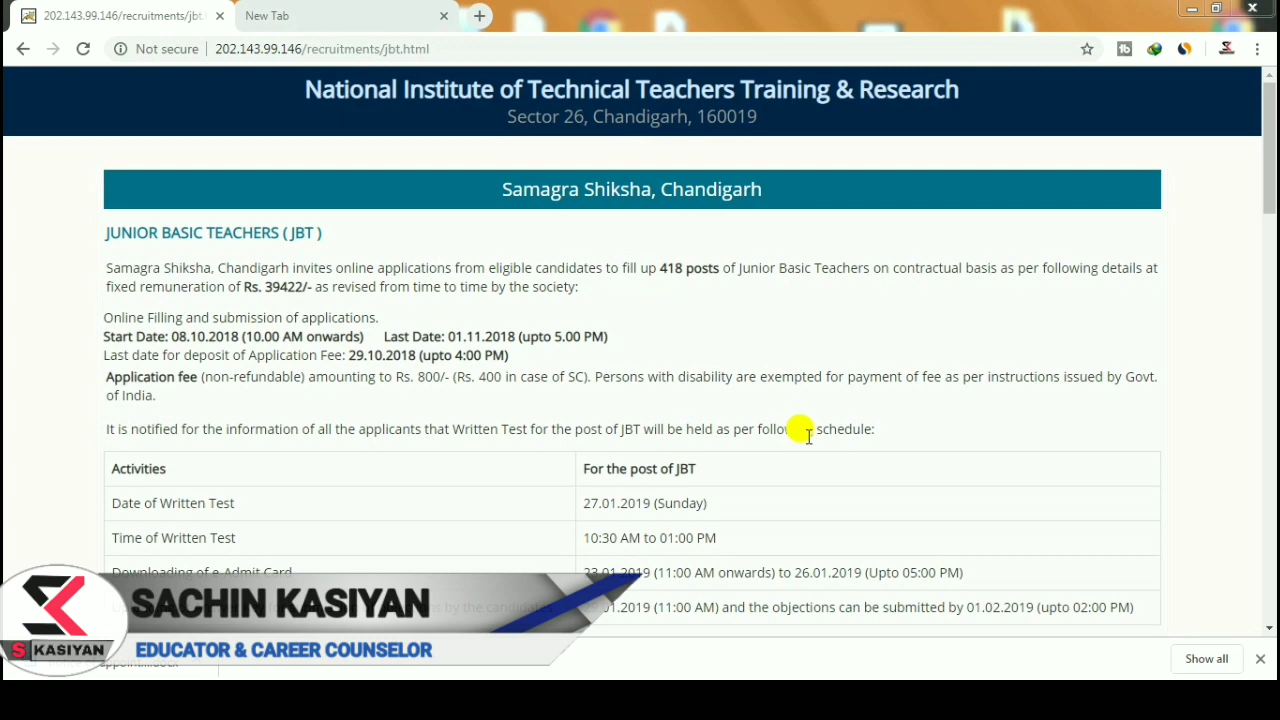 202.143.99.146/recruitments/jbt.
New Tab
Not secure
202.143.99.146/recruitments/jbt.html
National Institute of Technical Teachers Training & Research
Sector 26, Chandigarh, 160019
Samagra Shiksha, Chandigarh
JUNIOR BASIC TEACHERS ( JBT )
Samagra Shiksha, Chandigarh invites online applications from eligible candidates to fill up 418 posts of Junior Basic Teachers on contractual basis as per following details at
fixed remuneration of Rs. 39422/- as revised from time to time by the society:
Online Filling and submission of applications.
Start Date: 08.10.2018 (10.00 AM onwards) Last Date: 01.11.2018 (upto 5.00 PM)
Last date for deposit of Application Fee: 29.10.2018 (upto 4:00 PM)
Application fee (non-refundable) amounting to Rs. 800/- (Rs. 400 in case of SC). Persons with disability are exempted for payment of fee as per instructions issued by Govt.
of India.
It is notified for the information of all the applicants that Written Test for the post of JBT will be held as per schedule:
Activities For the post of JBT
Date of Written Test 27.01.2019 (Sunday)
Time of Written Test 10:30 AM to 01:00 PM
Downloading of e-Admit Card 23.01.2019 (11:00 AM onwards) to 26.01.2019 (Upto 05:00 PM)
by the (11:00 AM) and the objections can be submitted by 01.02.2019 (upto 02:00 PM)
SACHIN KASIYAN
EDUCATOR & CAREER COUNSELOR
S KASIYAN
Show all